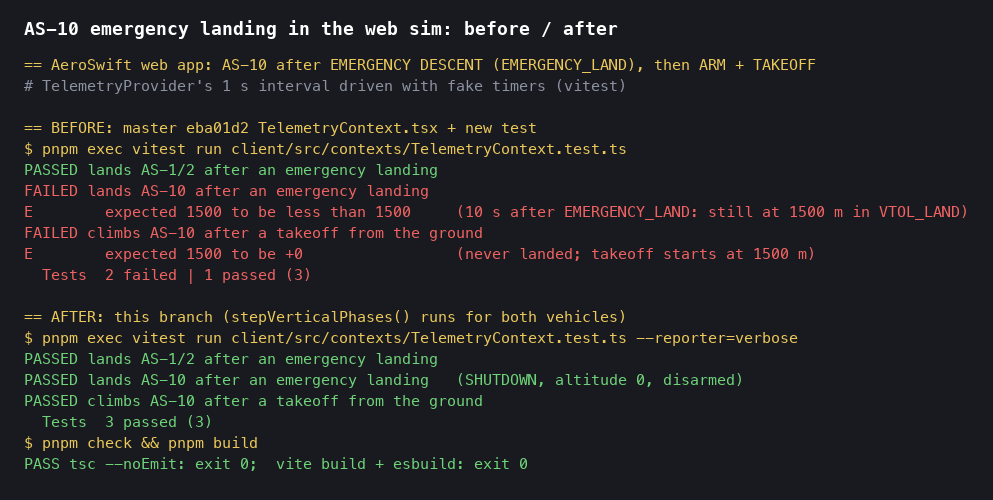 AS-10 emergency landing in the web sim: before / after
== AeroSwift web app: AS-10 after EMERGENCY DESCENT (EMERGENCY_LAND), then ARM + TAKEOFF
# TelemetryProvider's 1 s interval driven with fake timers (vitest)
== BEFORE: master eba01d2 TelemetryContext.tsx + new test
$ pnpm exec vitest run client/src/contexts/TelemetryContext.test.ts
PASSED lands AS-1/2 after an emergency landing
FAILED lands AS-10 after an emergency landing
E        expected 1500 to be less than 1500     (10 s after EMERGENCY_LAND: still at 1500 m in VTOL_LAND)
FAILED climbs AS-10 after a takeoff from the ground
E        expected 1500 to be +0                 (never landed; takeoff starts at 1500 m)
  Tests  2 failed | 1 passed (3)
== AFTER: this branch (stepVerticalPhases() runs for both vehicles)
$ pnpm exec vitest run client/src/contexts/TelemetryContext.test.ts --reporter=verbose
PASSED lands AS-1/2 after an emergency landing
PASSED lands AS-10 after an emergency landing   (SHUTDOWN, altitude 0, disarmed)
PASSED climbs AS-10 after a takeoff from the ground
  Tests  3 passed (3)
$ pnpm check && pnpm build
PASS tsc --noEmit: exit 0;  vite build + esbuild: exit 0